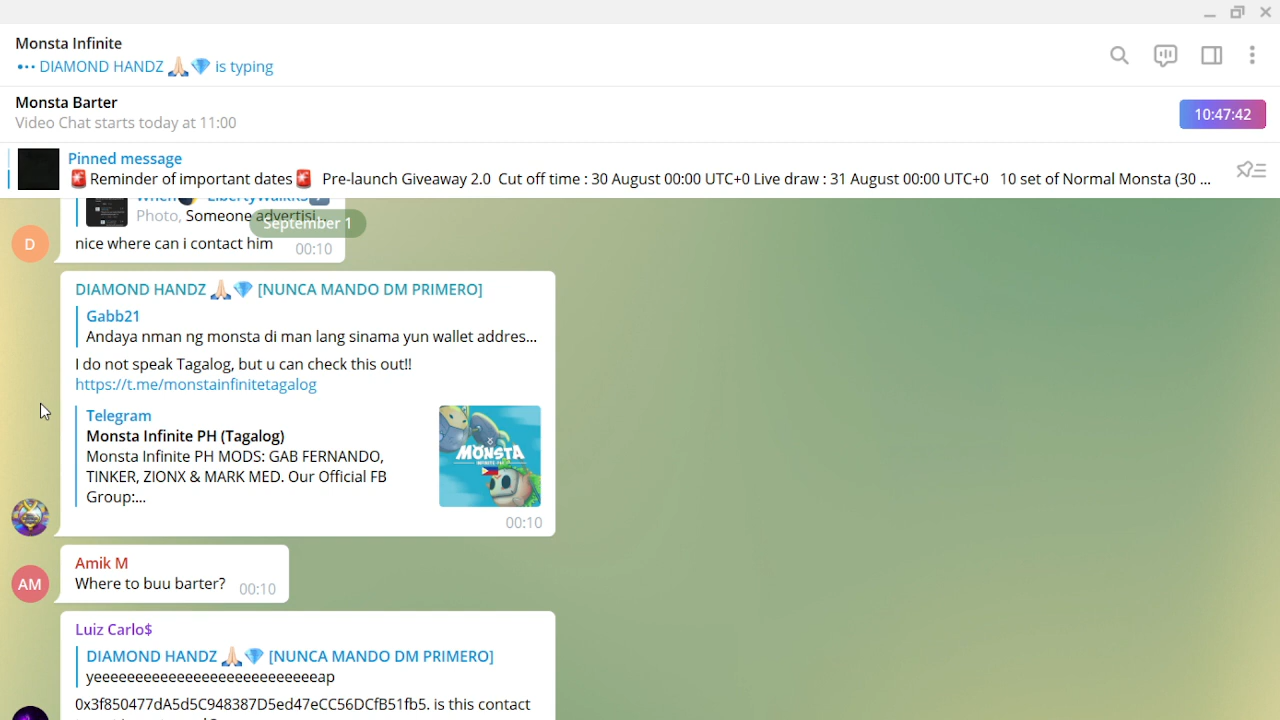 Monsta Infinite
DIAMOND HANDZ 🙏🏻💎 is typing
Monsta Barter
Video Chat starts today at 11:00
10:47:42
Pinned message
🚨Reminder of important dates🚨 Pre-launch Giveaway 2.0 Cut off time : 30 August 00:00 UTC+0 Live draw : 31 August 00:00 UTC+0 10 set of Normal Monsta (30 ...
Photo, Someone advertisi...
September 1
D
nice where can i contact him 00:10
DIAMOND HANDZ 🙏🏻💎 [NUNCA MANDO DM PRIMERO]
Gabb21
Andaya nman ng monsta di man lang sinama yun wallet addres...
I do not speak Tagalog, but u can check this out!!
https://t.me/monstainfinitetagalog
Telegram
Monsta Infinite PH (Tagalog)
Monsta Infinite PH MODS: GAB FERNANDO,
TINKER, ZIONX & MARK MED. Our Official FB
Group:...
MONSTA
00:10
Amik M
AM
Where to buu barter? 00:10
Luiz Carlo$
DIAMOND HANDZ 🙏🏻💎 [NUNCA MANDO DM PRIMERO]
yeeeeeeeeeeeeeeeeeeeeeeeeeeap
0x3f850477dA5d5C948387D5ed47eCC56DCfB51fb5. is this contact